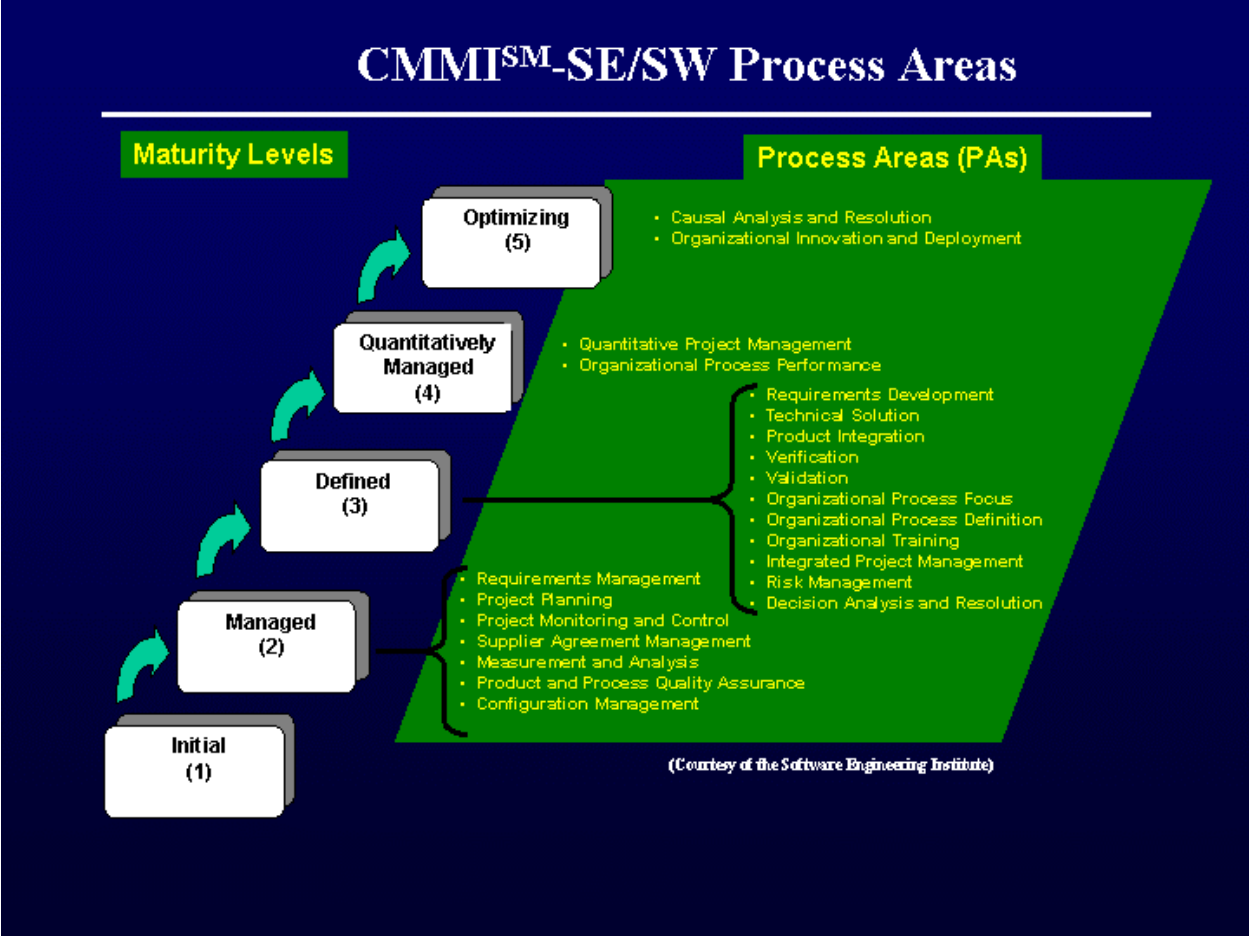 CMMISM-SE/SW Process Areas
Maturity Levels
Process Areas (PAs)
Optimizing
(5)
• Causal Analysis and Resolution
• Organizational Innovation and Deployment
Quantitatively
Managed
(4)
• Quantitative Project Management
• Organizational Process Performance
Defined
(3)
• Requirements Development
• Technical Solution
• Product Integration
• Verification
• Validation
• Organizational Process Focus
• Organizational Process Definition
• Organizational Training
• Integrated Project Management
• Risk Management
• Decision Analysis and Resolution
Managed
(2)
• Requirements Management
• Project Planning
• Project Monitoring and Control
• Supplier Agreement Management
• Measurement and Analysis
• Product and Process Quality Assurance
• Configuration Management
Initial
(1)
(Courtesy of the Software Engineering Institute)